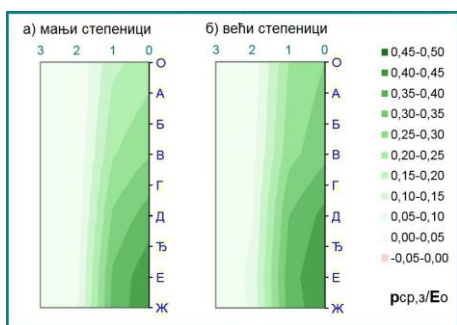 а) мањи степеници
3 2 1 0
О
А
Б
В
Г
Д
Ђ
Е
Ж
б) већи степеници
3 2 1 0
О
А
Б
В
Г
Д
Ђ
Е
Ж
0,45-0,50
0,40-0,45
0,35-0,40
0,30-0,35
0,25-0,30
0,20-0,25
0,15-0,20
0,10-0,15
0,05-0,10
0,00-0,05
-0,05-0,00
рср,з/Ео